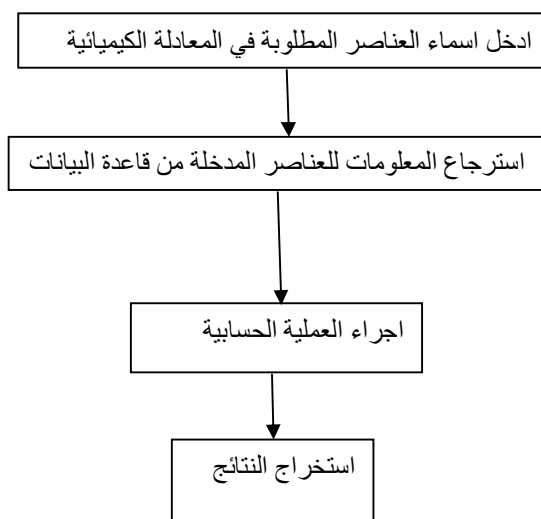 ادخل اسماء العناصر المطلوبة في المعادلة الكيميائية
استرجاع المعلومات للعناصر المدخلة من قاعدة البيانات
اجراء العملية الحسابية
استخراج النتائج